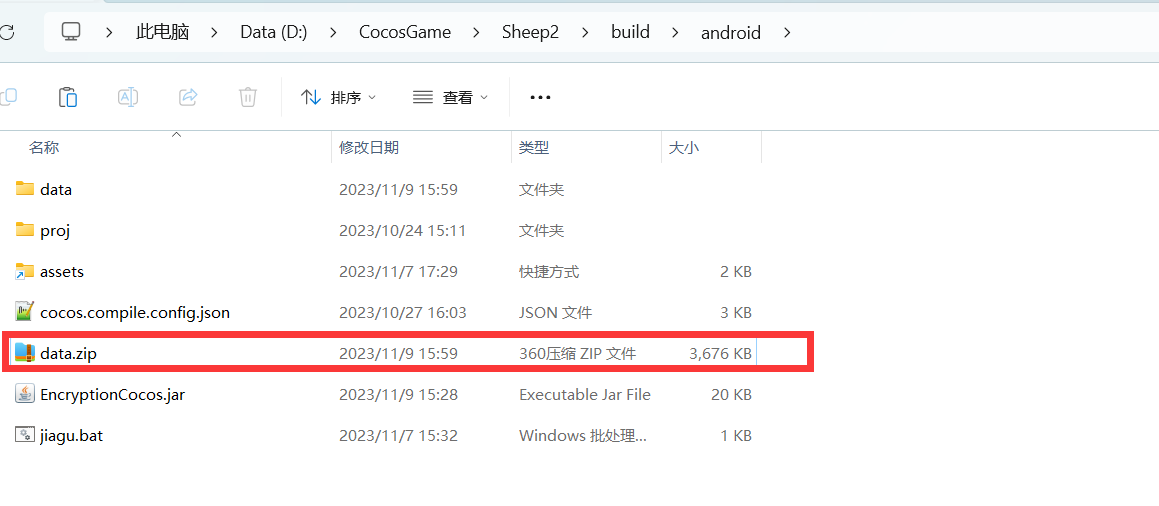 此电脑 Data (D:) CocosGame Sheep2 build android
排序 查看
名称 修改日期 类型 大小
data 2023/11/9 15:59 文件夹
proj 2023/10/24 15:11 文件夹
assets 2023/11/7 17:29 快捷方式 2 KB
cocos.compile.config.json 2023/10/27 16:03 JSON 文件 3 KB
data.zip 2023/11/9 15:59 360压缩 ZIP 文件 3,676 KB
EncryptionCocos.jar 2023/11/9 15:28 Executable Jar File 20 KB
jiagu.bat 2023/11/7 15:32 Windows 批处理... 1 KB